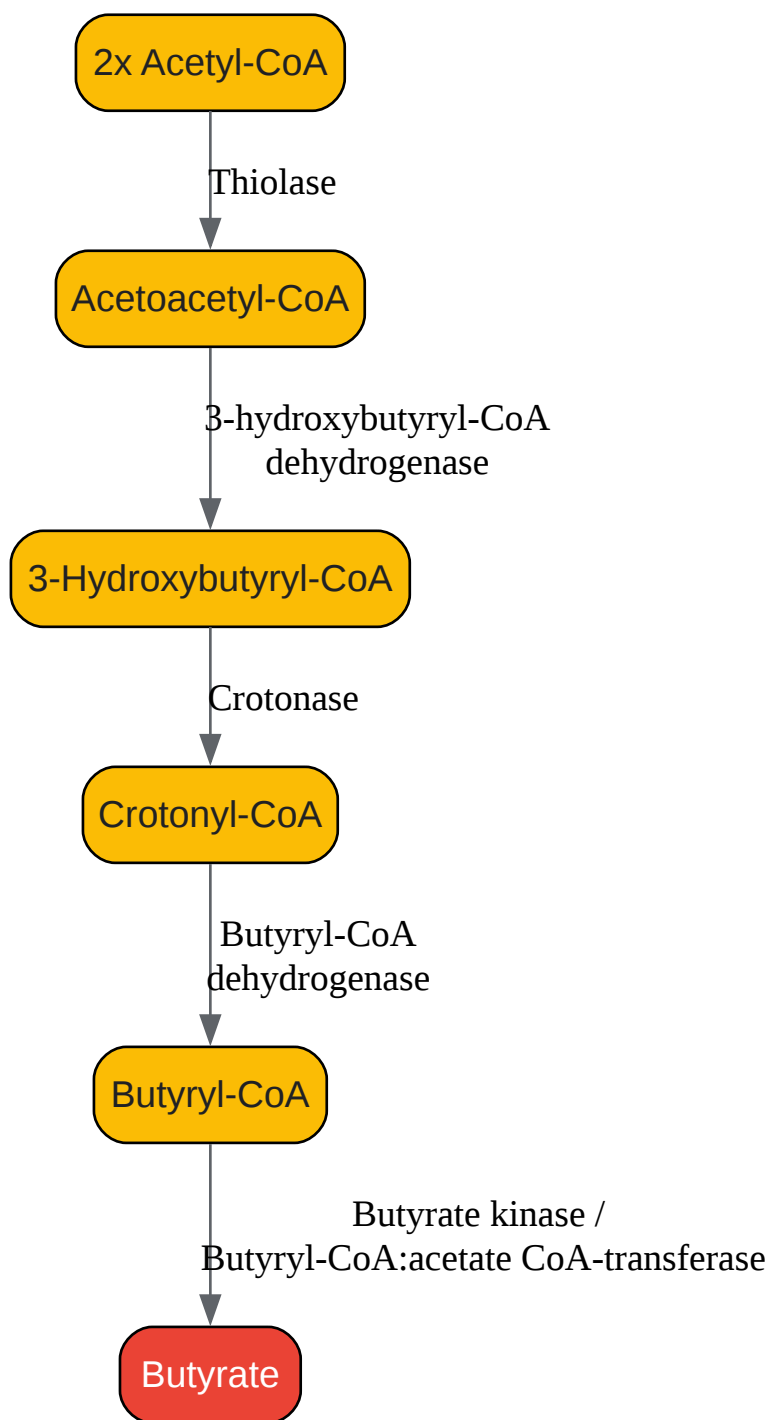 2x Acetyl-CoA
Thiolase
Acetoacetyl-CoA
3-hydroxybutyryl-CoA
dehydrogenase
3-Hydroxybutyryl-CoA
Crotonase
Crotonyl-CoA
Butyryl-CoA
dehydrogenase
Butyryl-CoA
Butyrate kinase /
Butyryl-CoA:acetate CoA-transferase
Butyrate